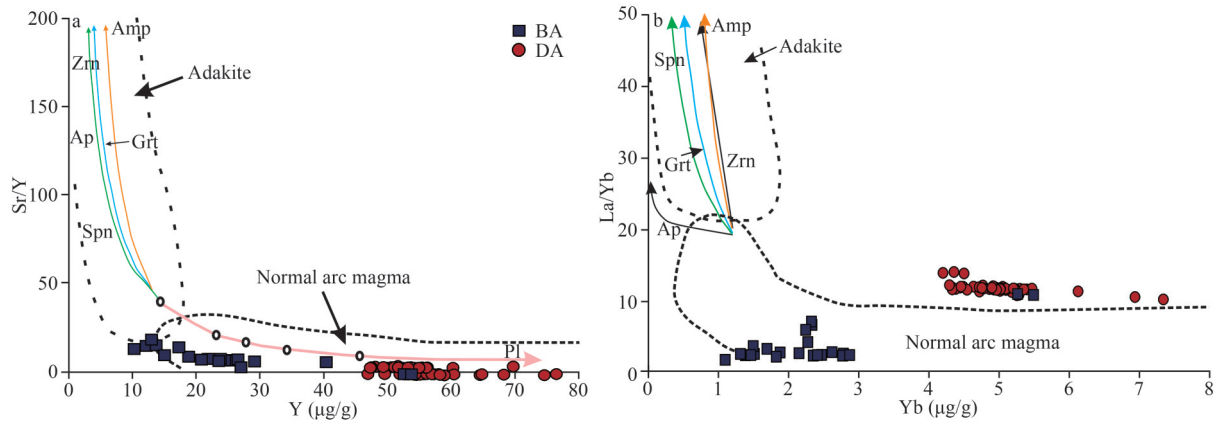 a
200
150
100
50
0
Sr/Y
0
10
20
30
40
50
60
70
80
Y (μg/g)
Amp
Zrn
Adakite
Ap
Grt
Spn
Normal arc magma
Pl
BA
DA
b
50
40
30
20
10
0
La/Yb
0
1
2
3
4
5
6
7
8
Yb (μg/g)
Amp
Spn
Adakite
Grt
Zrn
Ap
Normal arc magma